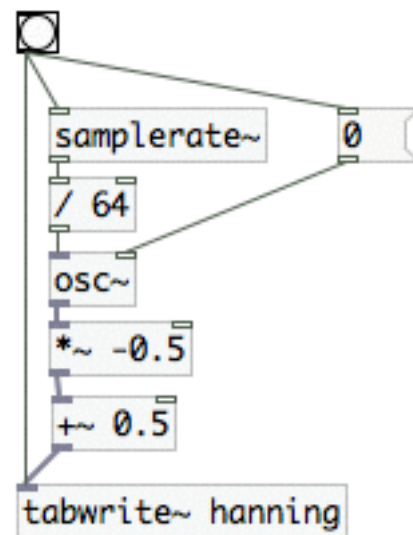 samplerate~
0
/ 64
osc~
*~ -0.5
+~ 0.5
tabwrite~ hanning